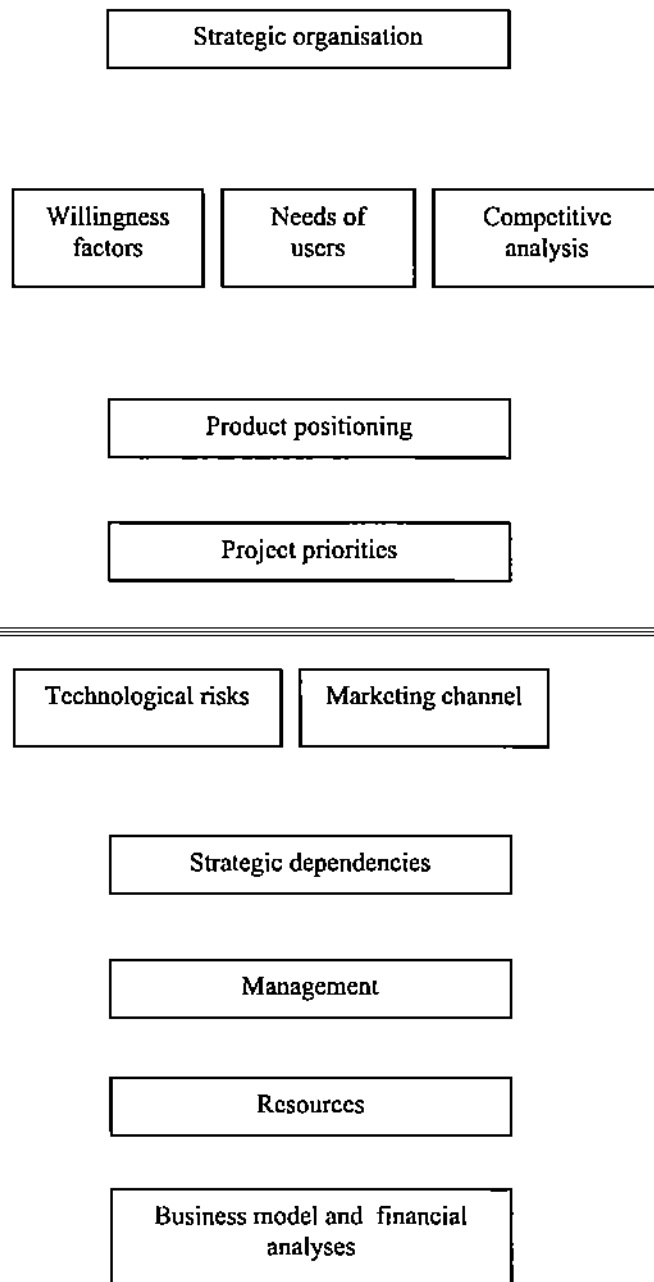 Strategic organisation
Willingness
factors
Needs of
users
Competitive
analysis
Product positioning
Project priorities
Technological risks
Marketing channel
Strategic dependencies
Management
Resources
Business model and financial
analyses